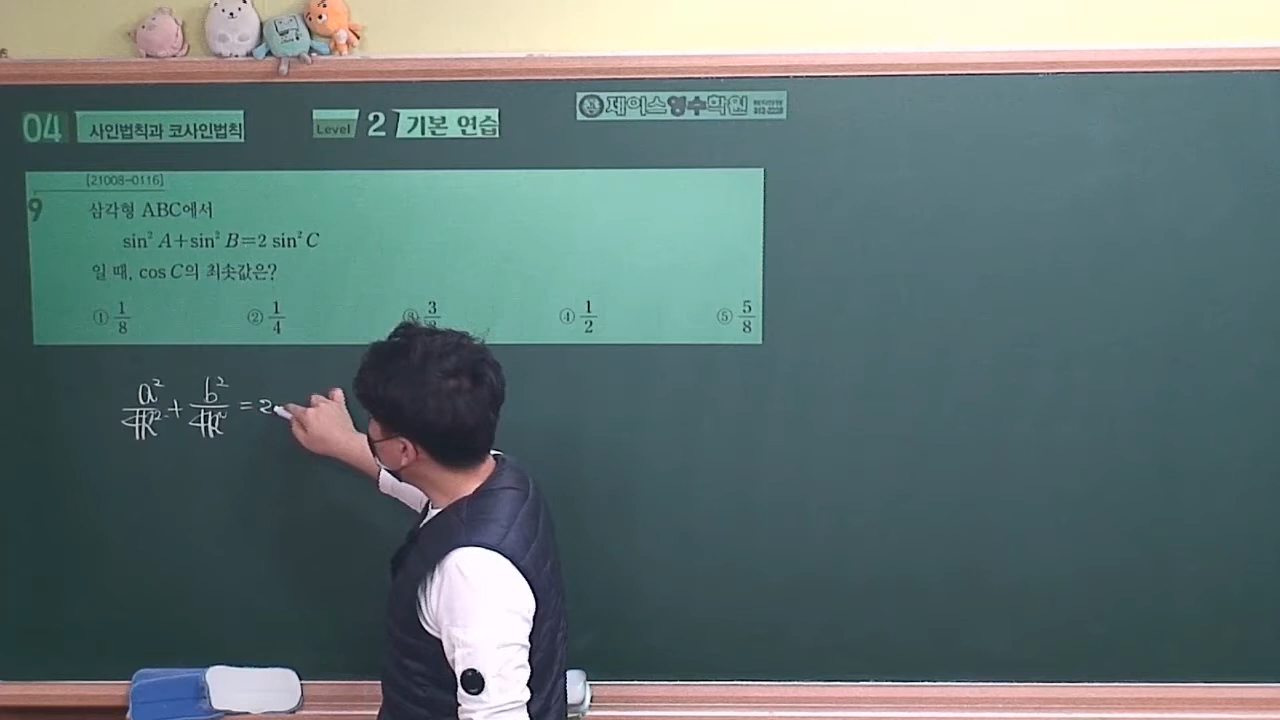 제이스영수학원
04 사인법칙과 코사인법칙 Level 2 기본 연습
[21008-0116]
9 삼각형 ABC에서
sin² A+sin² B=2 sin² C
일 때, cos C의 최솟값은?
① 1/8 ② 1/4 ③ 3/8 ④ 1/2 ⑤ 5/8
a²/4R² + b²/4R² = 2